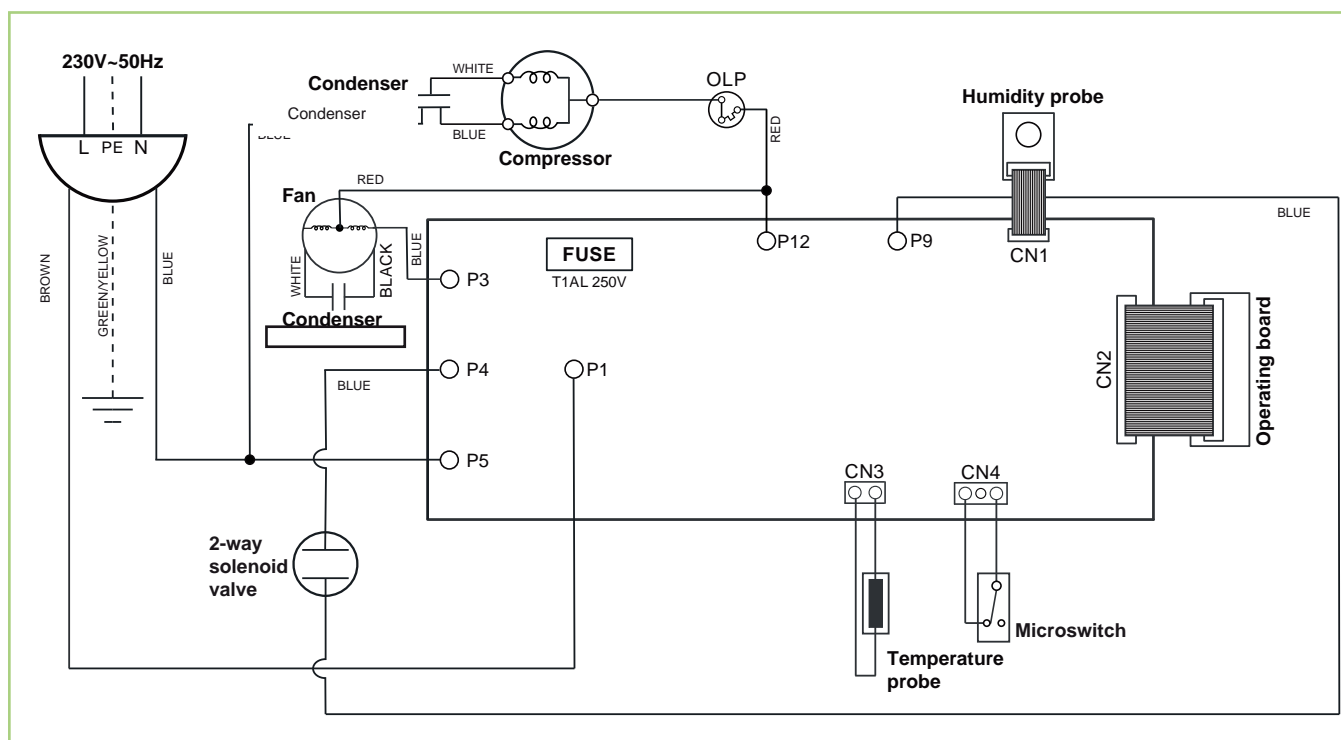 230V~50Hz
L PE N
BROWN
GREEN/YELLOW
BLUE
Condenser
Condenser
WHITE
BLUE
BLUE
Compressor
OLP
RED
RED
Fan
WHITE
BLACK
BLUE
Condenser
Humidity probe
CN1
BLUE
P12
P9
FUSE
T1AL 250V
P3
P4
P1
BLUE
P5
CN2
Operating board
CN3
CN4
2-way
solenoid
valve
Temperature
probe
Microswitch